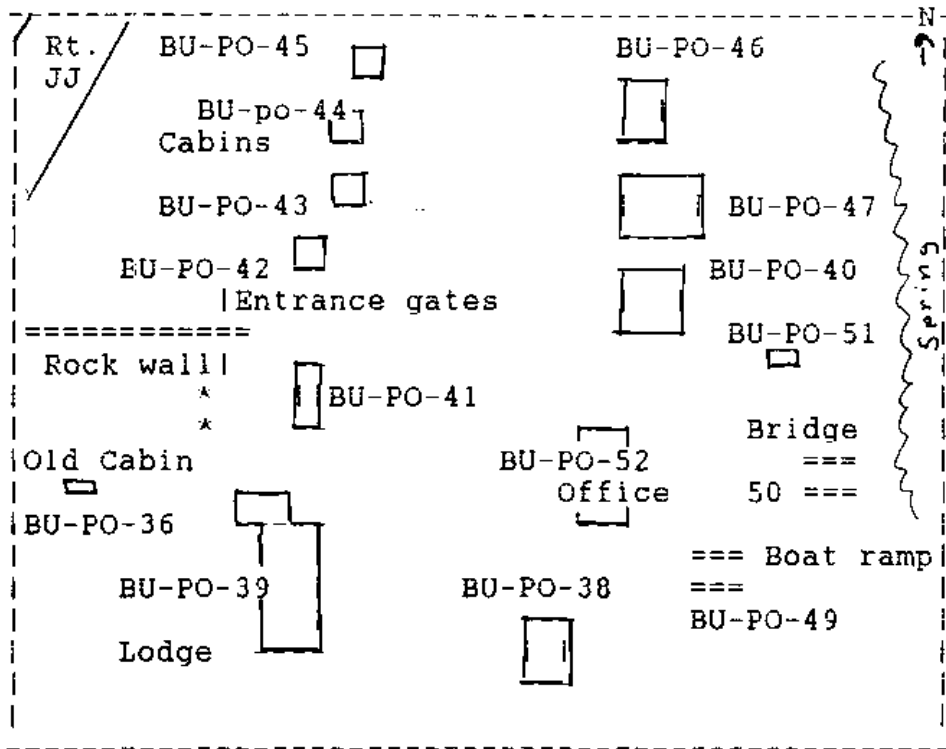 N
Rt. BU-PO-45 BU-PO-46
JJ
BU-po-44
Cabins
BU-PO-43 BU-PO-47
BU-PO-42 BU-PO-40
Entrance gates
BU-PO-51
Spring
Rock wall
* BU-PO-41
*
Bridge
Old Cabin BU-PO-52 ===
Office 50 ===
BU-PO-36
=== Boat ramp
BU-PO-39 BU-PO-38 ===
BU-PO-49
Lodge